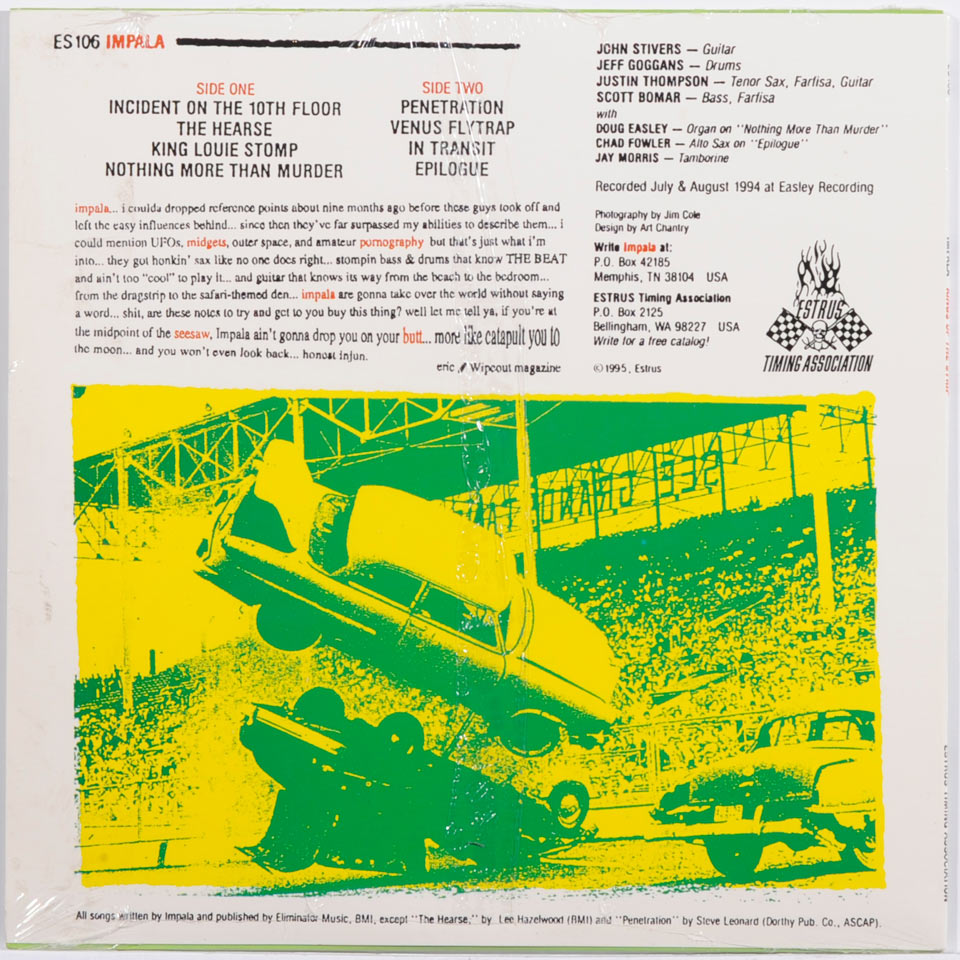 ES106 IMPALA
SIDE ONE
INCIDENT ON THE 10TH FLOOR
THE HEARSE
KING LOUIE STOMP
NOTHING MORE THAN MURDER
SIDE TWO
PENETRATION
VENUS FLYTRAP
IN TRANSIT
EPILOGUE
JOHN STIVERS — Guitar
JEFF GOGGANS — Drums
JUSTIN THOMPSON — Tenor Sax, Farfisa, Guitar
SCOTT BOMAR — Bass, Farfisa
with
DOUG EASLEY — Organ on "Nothing More Than Murder"
CHAD FOWLER — Alto Sax on "Epilogue"
JAY MORRIS — Tamborine
Recorded July & August 1994 at Easley Recording
Photography by Jim Cole
Design by Art Chantry
Write Impala at:
P.O. Box 42185
Memphis, TN 38104 USA
ESTRUS Timing Association
P.O. Box 2125
Bellingham, WA 98227 USA
Write for a free catalog!
©1995, Estrus
ESTRUS
TIMING ASSOCIATION
impala... i coulda dropped reference points about nine months ago before these guys took off and
left the easy influences behind... since then they've far surpassed my abilities to describe them... i
could mention UFOs, midgets, outer space, and amateur pornography but that's just what i'm
into... they got honkin' sax like no one does right... stompin bass & drums that know THE BEAT
and ain't too "cool" to play it... and guitar that knows its way from the beach to the bedroom...
from the dragstrip to the safari-themed den... impala are gonna take over the world without saying
a word... shit, are these notes to try and get to you buy this thing? well let me tell ya, if you're at
the midpoint of the seesaw, Impala ain't gonna drop you on your butt... more like catapult you to
the moon... and you won't even look back... honest injun.
eric / Wipeout magazine
SEE GRAND
All songs written by Impala and published by Eliminator Music, BMI, except "The Hearse," by Lee Hazelwood (BMI) and "Penetration" by Steve Leonard (Dorthy Pub. Co., ASCAP).
ESTRUS TIMING ASSOCIATION